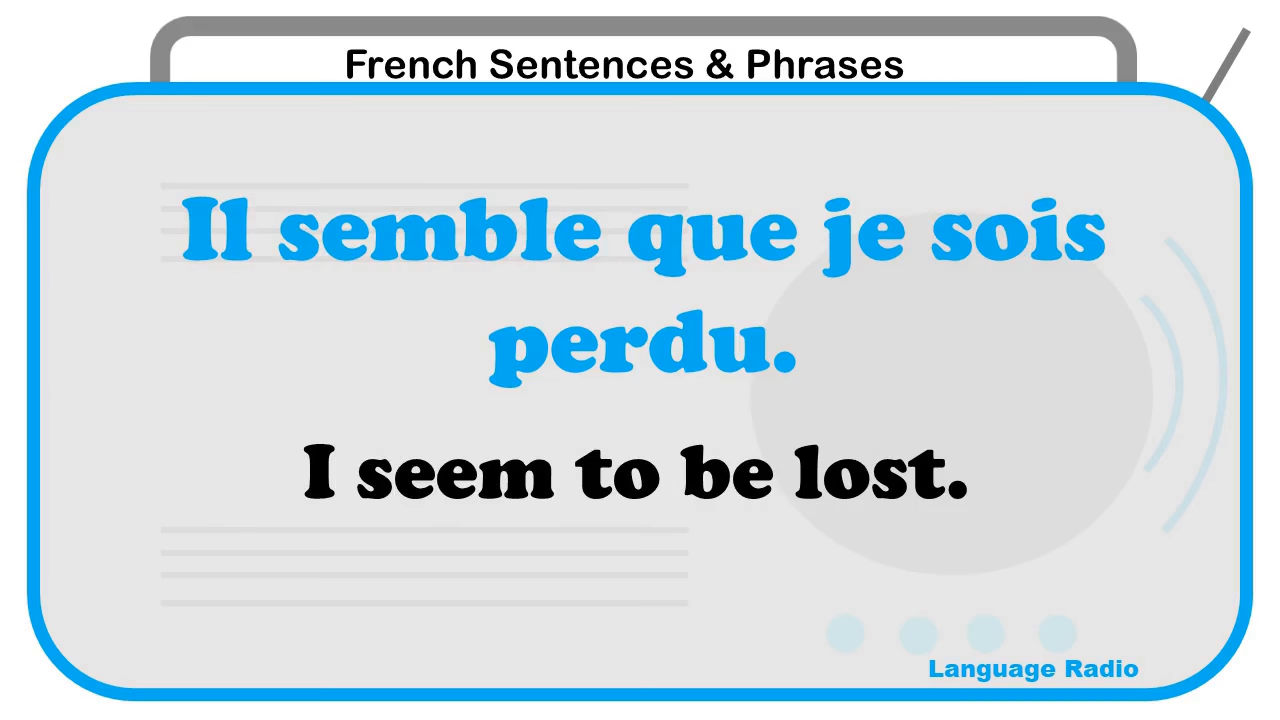 French Sentences & Phrases
Il semble que je sois
perdu.
I seem to be lost.
Language Radio